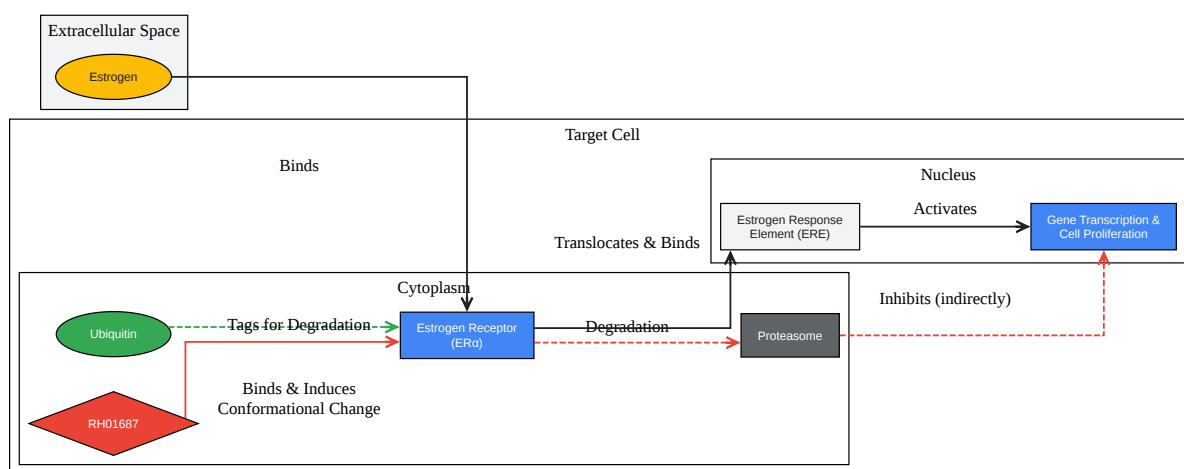 Extracellular Space
Estrogen
Target Cell
Binds
Nucleus
Estrogen Response
Element (ERE)
Activates
Gene Transcription &
Cell Proliferation
Translocates & Binds
Cytoplasm
Inhibits (indirectly)
Ubiquitin
Tags for Degradation
Estrogen Receptor
(ERα)
Degradation
Proteasome
Binds & Induces
Conformational Change
RH01687